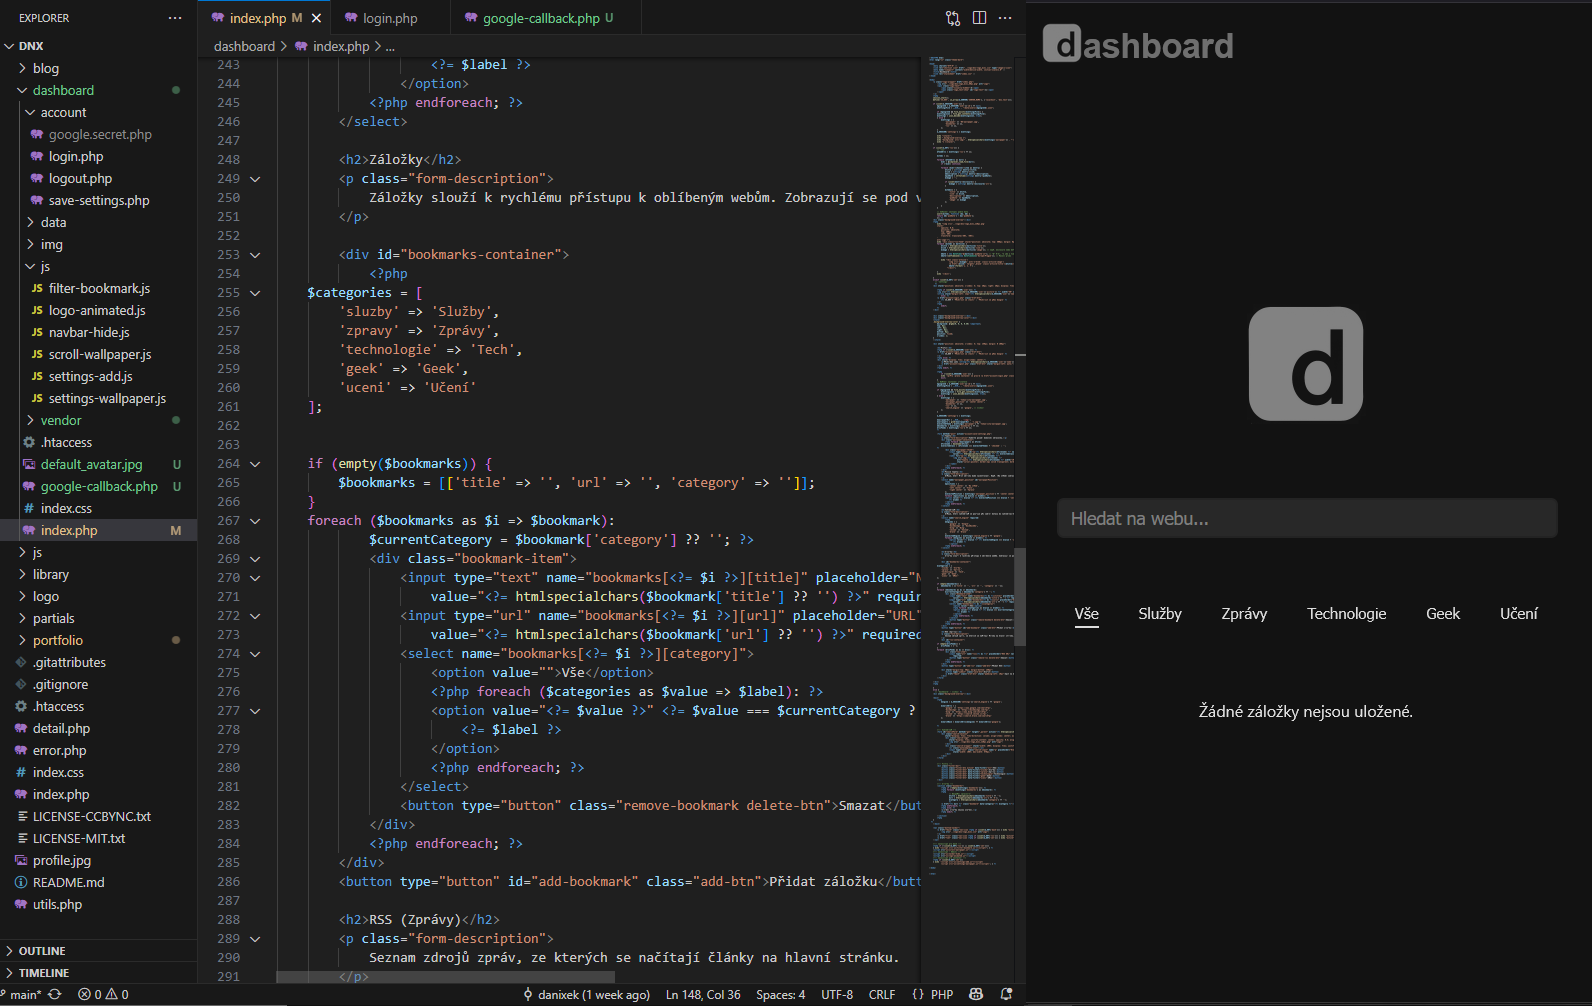 EXPLORER
DNX
blog
dashboard
account
google.secret.php
login.php
logout.php
save-settings.php
data
img
js
JS filter-bookmark.js
JS logo-animated.js
JS navbar-hide.js
JS scroll-wallpaper.js
JS settings-add.js
JS settings-wallpaper.js
vendor
.htaccess
default_avatar.jpg U
google-callback.php U
# index.css
index.php M
js
library
logo
partials
portfolio
.gitattributes
.gitignore
.htaccess
detail.php
error.php
# index.css
index.php
LICENSE-CCBYNC.txt
LICENSE-MIT.txt
profile.jpg
README.md
utils.php
OUTLINE
TIMELINE
index.php M
login.php
google-callback.php U
dashboard > index.php > ...
243 <?= $label ?>
244 </option>
245 <?php endforeach; ?>
246 </select>
247
248 <h2>Záložky</h2>
249 <p class="form-description">
250 Záložky slouží k rychlému přístupu k oblíbeným webům. Zobrazují se pod v
251 </p>
252
253 <div id="bookmarks-container">
254 <?php
255 $categories = [
256 'sluzby' => 'Služby',
257 'zpravy' => 'Zprávy',
258 'technologie' => 'Tech',
259 'geek' => 'Geek',
260 'uceni' => 'Učení'
261 ];
262
263
264 if (empty($bookmarks)) {
265 $bookmarks = [['title' => '', 'url' => '', 'category' => '']];
266 }
267 foreach ($bookmarks as $i => $bookmark):
268 $currentCategory = $bookmark['category'] ?? ''; ?>
269 <div class="bookmark-item">
270 <input type="text" name="bookmarks[<?= $i ?>][title]" placeholder="N
271 value="<?= htmlspecialchars($bookmark['title'] ?? '') ?>" requir
272 <input type="url" name="bookmarks[<?= $i ?>][url]" placeholder="URL"
273 value="<?= htmlspecialchars($bookmark['url'] ?? '') ?>" required
274 <select name="bookmarks[<?= $i ?>][category]">
275 <option value="">Vše</option>
276 <?php foreach ($categories as $value => $label): ?>
277 <option value="<?= $value ?>" <?= $value === $currentCategory ?
278 <?= $label ?>
279 </option>
280 <?php endforeach; ?>
281 </select>
282 <button type="button" class="remove-bookmark delete-btn">Smazat</but
283 </div>
284 <?php endforeach; ?>
285 </div>
286 <button type="button" id="add-bookmark" class="add-btn">Přidat záložku</butt
287
288 <h2>RSS (Zprávy)</h2>
289 <p class="form-description">
290 Seznam zdrojů zpráv, ze kterých se načítají články na hlavní stránku.
291 </p>
main* 0 0 danixek (1 week ago) Ln 148, Col 36 Spaces: 4 UTF-8 CRLF {} PHP
dashboard
d
Hledat na webu...
Vše Služby Zprávy Technologie Geek Učení
Žádné záložky nejsou uložené.